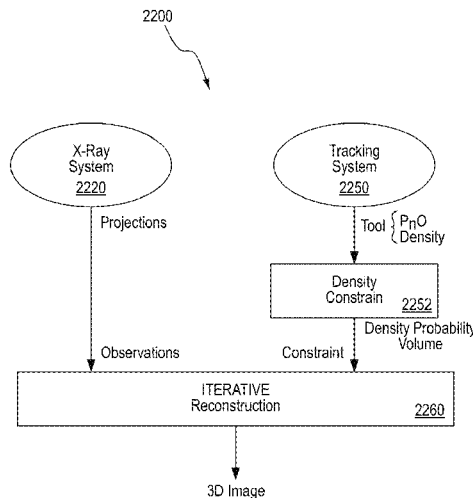 2200
X-Ray
System
2220
Tracking
System
2250
Projections
Tool { PnO
Density
Density
Constrain
2252
Density Probability
Volume
Observations
Constraint
ITERATIVE
Reconstruction
2260
3D Image